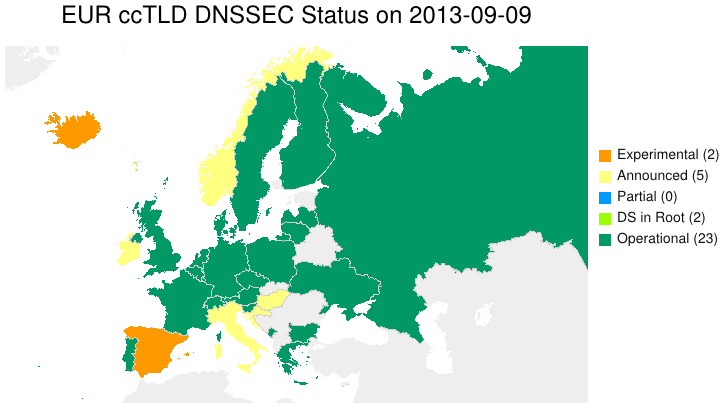 EUR ccTLD DNSSEC Status on 2013-09-09
Experimental (2)
Announced (5)
Partial (0)
DS in Root (2)
Operational (23)